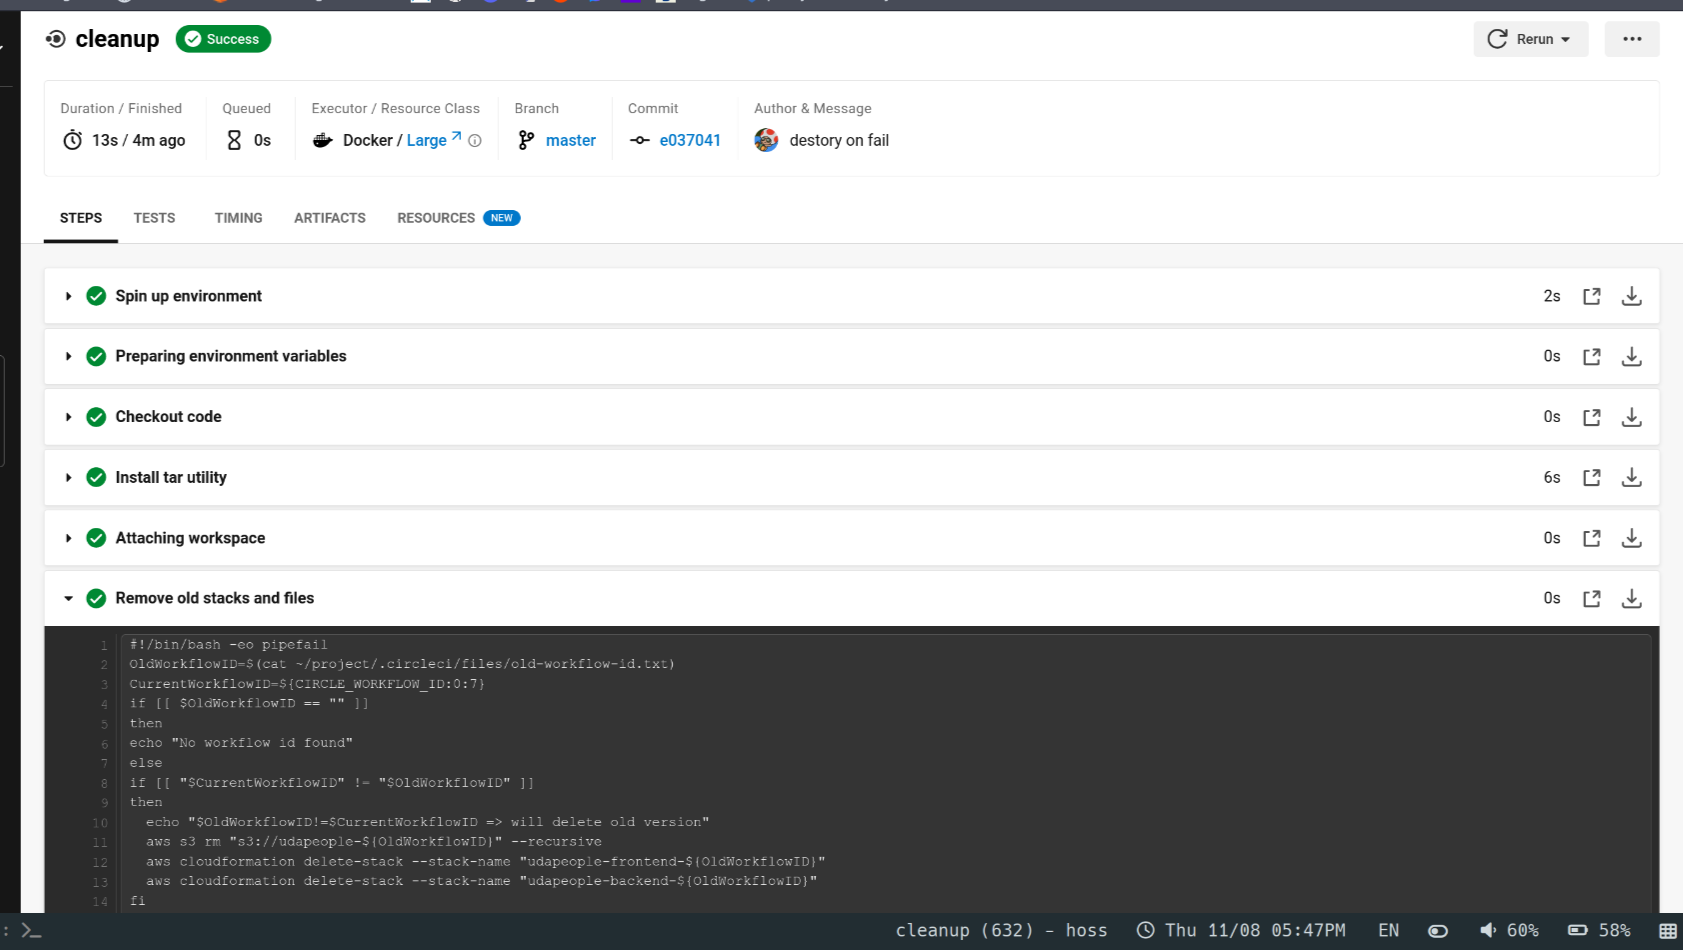 cleanup Success Rerun
Duration / Finished Queued Executor / Resource Class Branch Commit Author & Message
13s / 4m ago 0s Docker / Large master e037041 destory on fail
STEPS TESTS TIMING ARTIFACTS RESOURCES NEW
Spin up environment 2s
Preparing environment variables 0s
Checkout code 0s
Install tar utility 6s
Attaching workspace 0s
Remove old stacks and files 0s
1 #!/bin/bash -eo pipefail
2 OldWorkflowID=$(cat ~/project/.circleci/files/old-workflow-id.txt)
3 CurrentWorkflowID=${CIRCLE_WORKFLOW_ID:0:7}
4 if [[ $OldWorkflowID == "" ]]
5 then
6 echo "No workflow id found"
7 else
8 if [[ "$CurrentWorkflowID" != "$OldWorkflowID" ]]
9 then
10   echo "$OldWorkflowID!=$CurrentWorkflowID => will delete old version"
11   aws s3 rm "s3://udapeople-${OldWorkflowID}" --recursive
12   aws cloudformation delete-stack --stack-name "udapeople-frontend-${OldWorkflowID}"
13   aws cloudformation delete-stack --stack-name "udapeople-backend-${OldWorkflowID}"
14 fi
: >_ cleanup (632) - hoss Thu 11/08 05:47PM EN 60% 58%